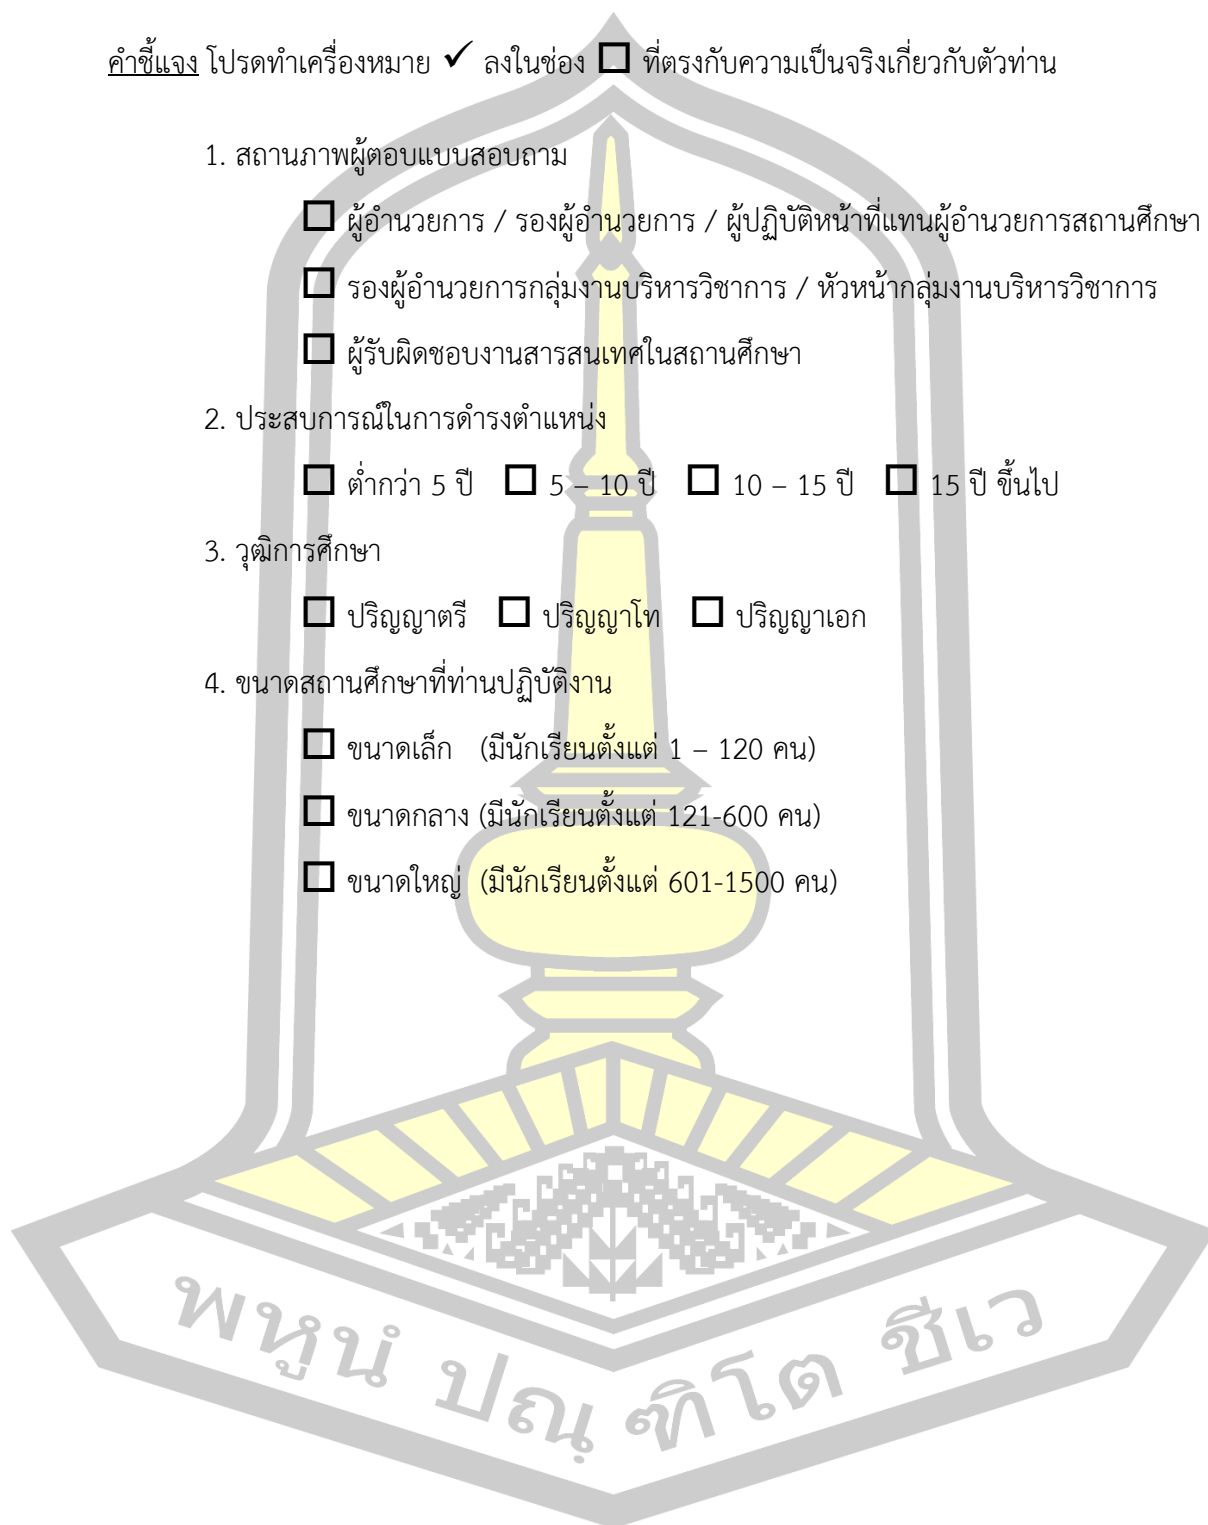 คำชี้แจง โปรดทำเครื่องหมาย ✓ ลงในช่อง ☐ ที่ตรงกับความเป็นจริงเกี่ยวกับตัวท่าน
1. สถานภาพผู้ตอบแบบสอบถาม
☐ ผู้อำนวยการ / รองผู้อำนวยการ / ผู้ปฏิบัติหน้าที่แทนผู้อำนวยการสถานศึกษา
☐ รองผู้อำนวยการกลุ่มงานบริหารวิชาการ / หัวหน้ากลุ่มงานบริหารวิชาการ
☐ ผู้รับผิดชอบงานสารสนเทศในสถานศึกษา
2. ประสบการณ์ในการดำรงตำแหน่ง
☐ ต่ำกว่า 5 ปี ☐ 5 – 10 ปี ☐ 10 – 15 ปี ☐ 15 ปี ขึ้นไป
3. วุฒิการศึกษา
☐ ปริญญาตรี ☐ ปริญญาโท ☐ ปริญญาเอก
4. ขนาดสถานศึกษาที่ท่านปฏิบัติงาน
☐ ขนาดเล็ก (มีนักเรียนตั้งแต่ 1 – 120 คน)
☐ ขนาดกลาง (มีนักเรียนตั้งแต่ 121-600 คน)
☐ ขนาดใหญ่ (มีนักเรียนตั้งแต่ 601-1500 คน)
พหูนํ ปณฺฑิโต ชีเว